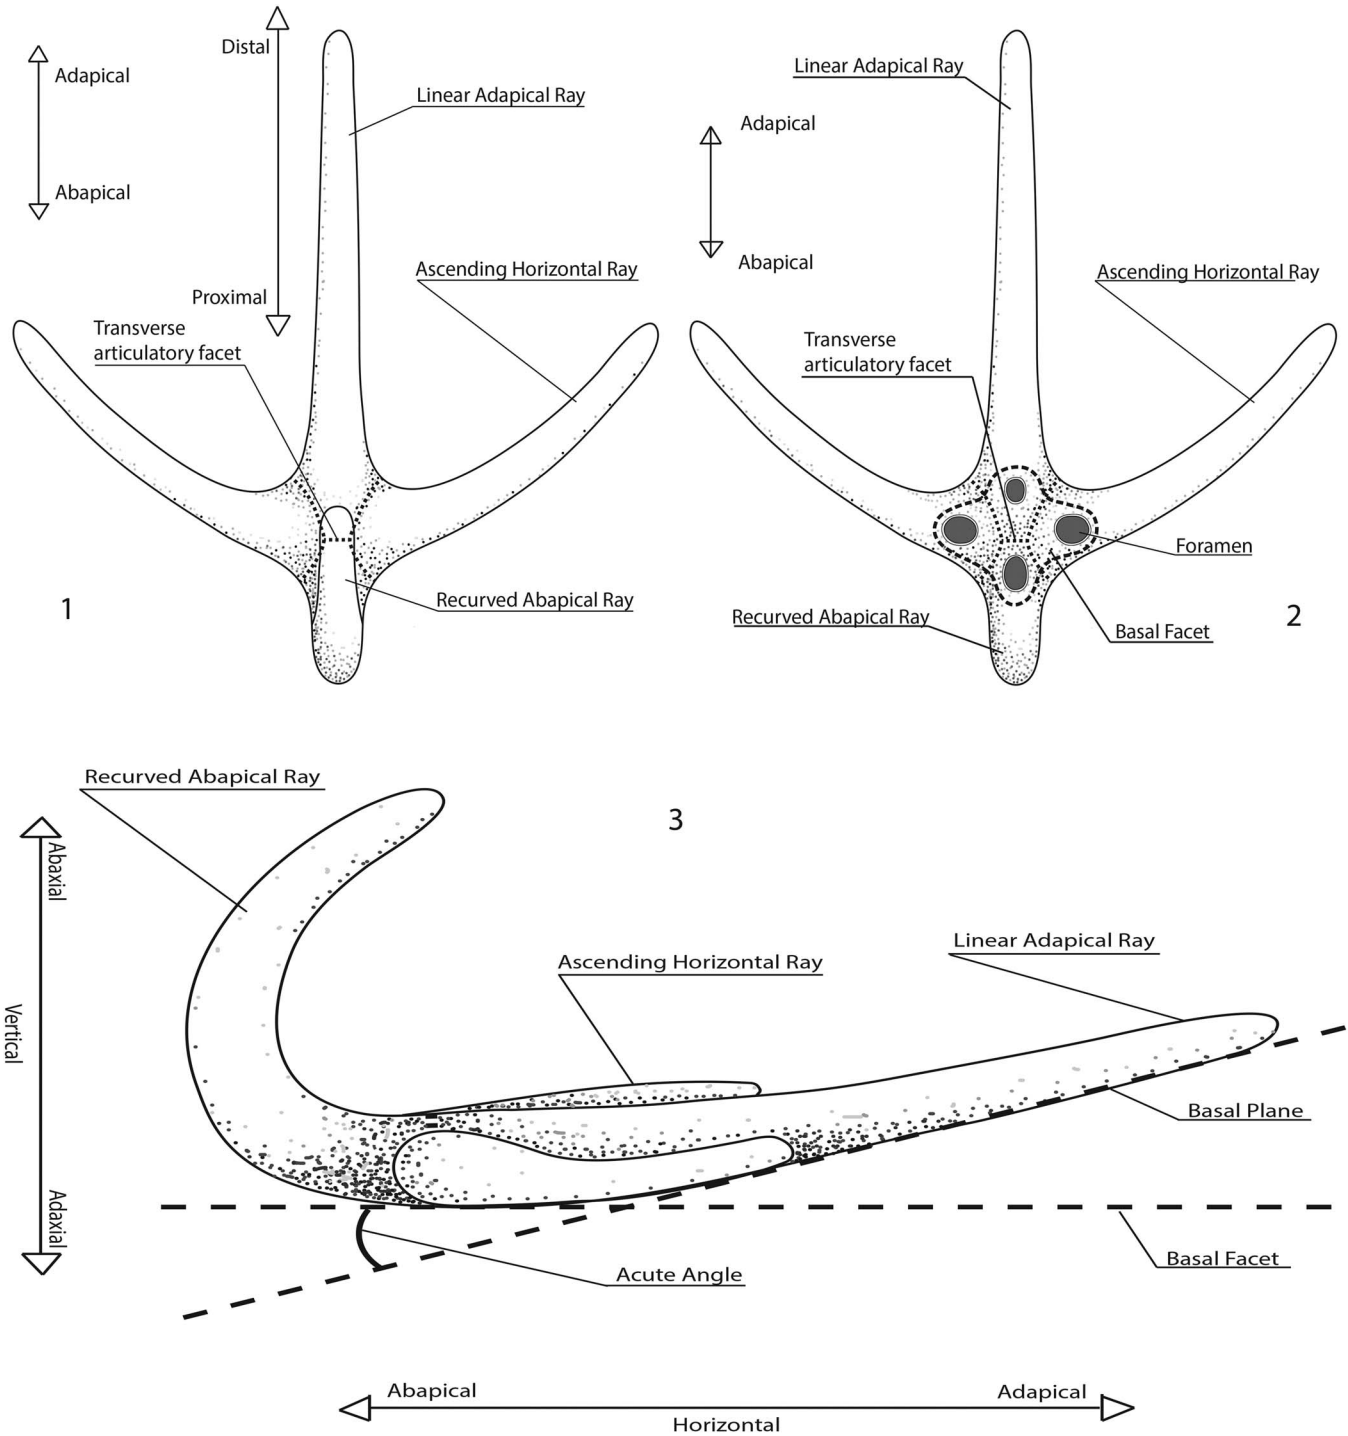 Distal
Adapical
Linear Adapical Ray
Abapical
Ascending Horizontal Ray
Proximal
Transverse
articulatory facet
Recurved Abapical Ray
1
Linear Adapical Ray
Adapical
Abapical
Ascending Horizontal Ray
Transverse
articulatory facet
Foramen
Recurved Abapical Ray
Basal Facet
2
Recurved Abapical Ray
3
Abaxial
Vertical
Adaxial
Linear Adapical Ray
Ascending Horizontal Ray
Basal Plane
Basal Facet
Acute Angle
Abapical
Adapical
Horizontal